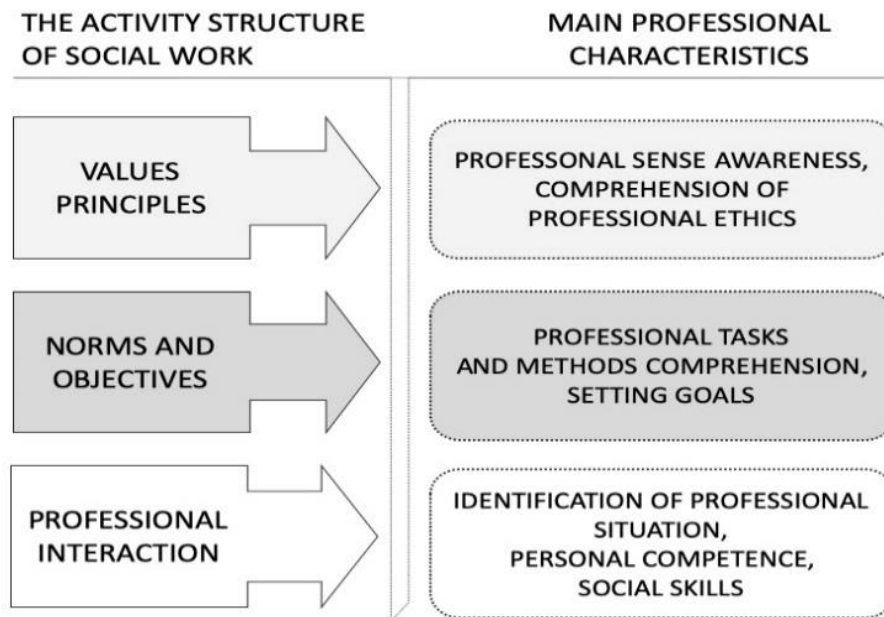 THE ACTIVITY STRUCTURE
OF SOCIAL WORK
MAIN PROFESSIONAL
CHARACTERISTICS
VALUES
PRINCIPLES
PROFESSONAL SENSE AWARENESS,
COMPREHENSION OF
PROFESSIONAL ETHICS
NORMS AND
OBJECTIVES
PROFESSIONAL TASKS
AND METHODS COMPREHENSION,
SETTING GOALS
PROFESSIONAL
INTERACTION
IDENTIFICATION OF PROFESSIONAL
SITUATION,
PERSONAL COMPETENCE,
SOCIAL SKILLS